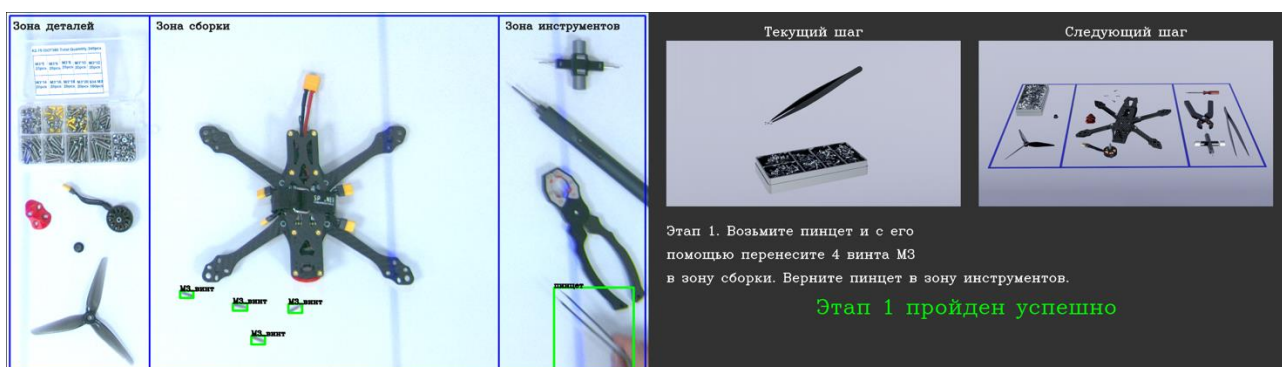 Зона деталей
Зона сборки
Зона инструментов
М3_винт
М3_винт
М3_винт
М3_винт
пинцет
Текущий шаг
Следующий шаг
Этап 1. Возьмите пинцет и с его
помощью перенесите 4 винта М3
в зону сборки. Верните пинцет в зону инструментов.
Этап 1 пройден успешно